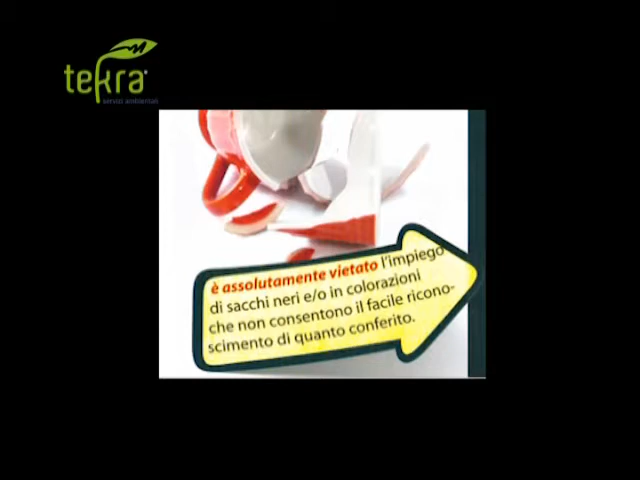 tekra
servizi ambientali
è assolutamente vietato l'impiego
di sacchi neri e/o in colorazioni
che non consentono il facile ricono-
scimento di quanto conferito.